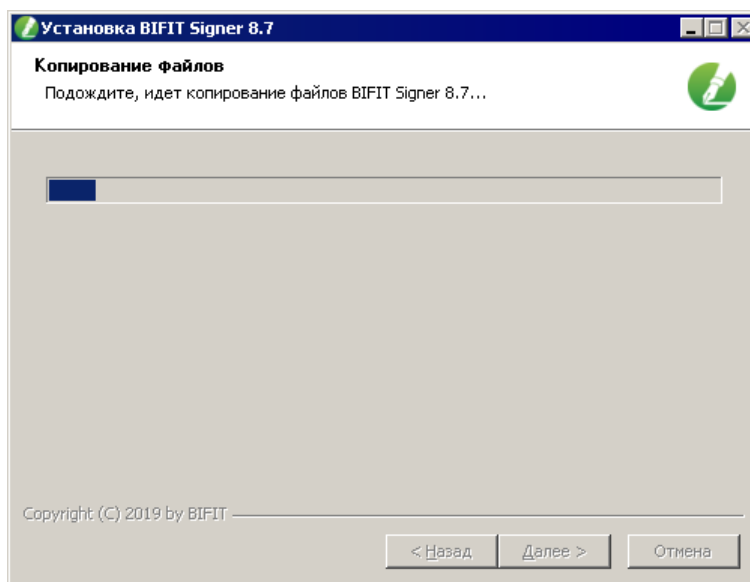 Установка BIFIT Signer 8.7
Копирование файлов
Подождите, идет копирование файлов BIFIT Signer 8.7...
Copyright (C) 2019 by BIFIT
< Назад
Далее >
Отмена